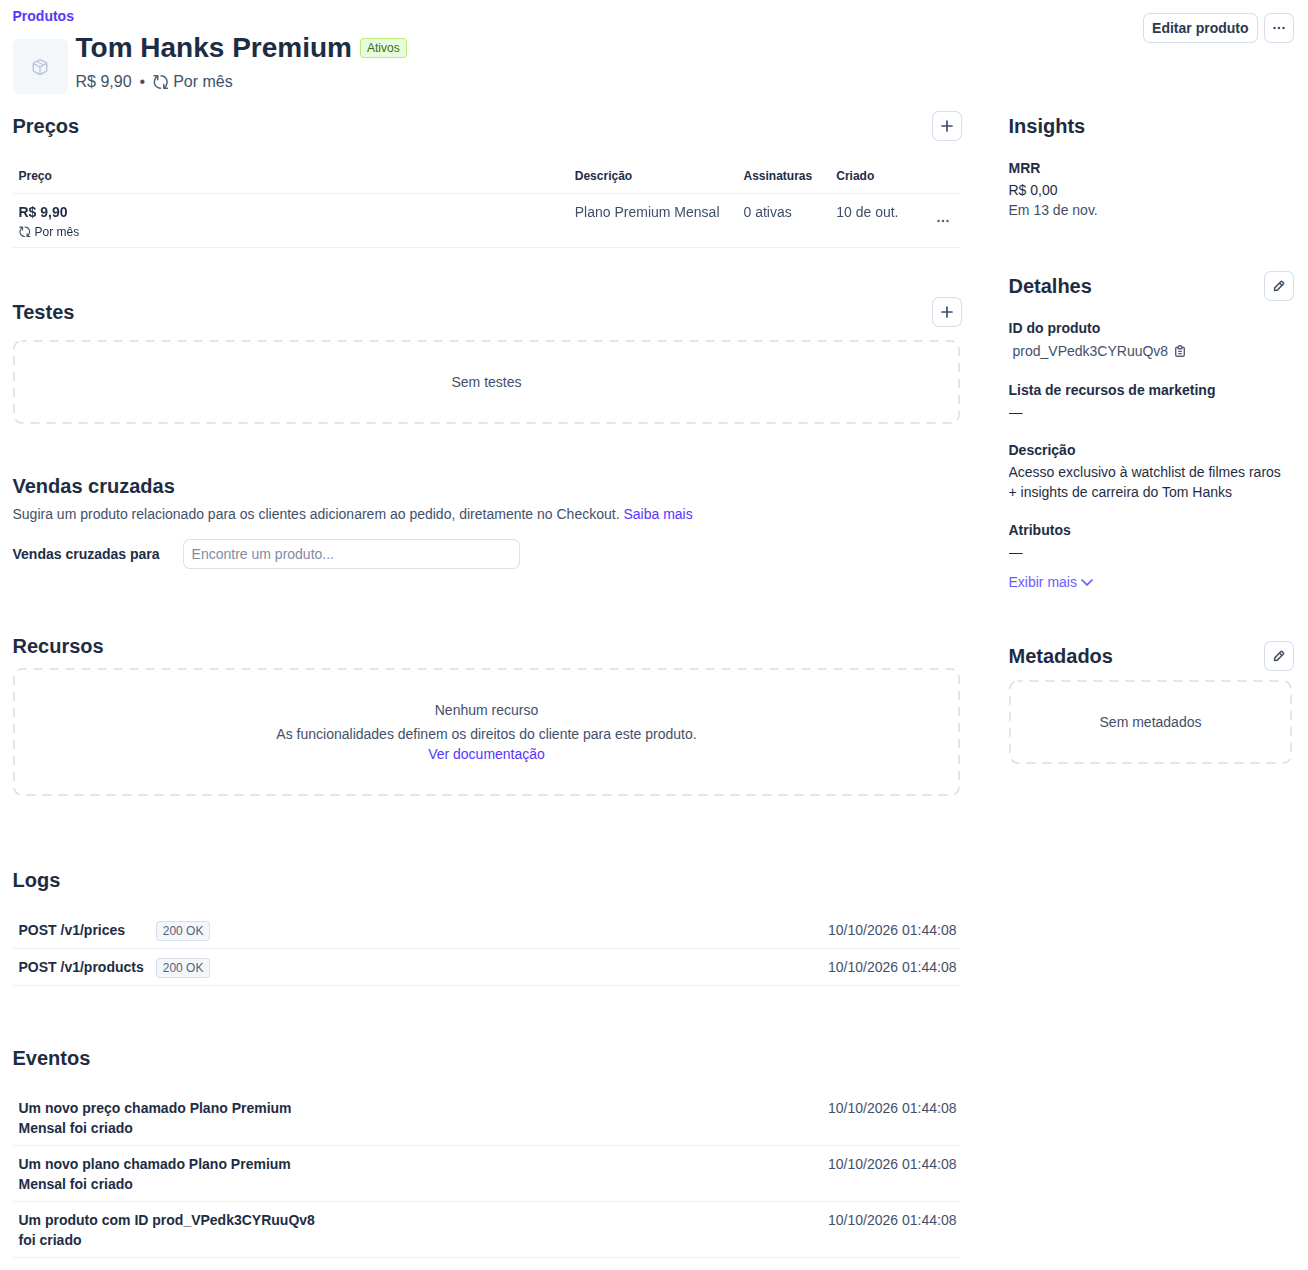 Produtos
Tom Hanks Premium Ativos
R$ 9,90 • Por mês
Editar produto
Preços
Preço Descrição Assinaturas Criado
R$ 9,90 Plano Premium Mensal 0 ativas 10 de out.
Por mês
Testes
Sem testes
Vendas cruzadas
Sugira um produto relacionado para os clientes adicionarem ao pedido, diretamente no Checkout. Saiba mais
Vendas cruzadas para Encontre um produto...
Recursos
Nenhum recurso
As funcionalidades definem os direitos do cliente para este produto.
Ver documentação
Logs
POST /v1/prices 200 OK 10/10/2026 01:44:08
POST /v1/products 200 OK 10/10/2026 01:44:08
Eventos
Um novo preço chamado Plano Premium 10/10/2026 01:44:08
Mensal foi criado
Um novo plano chamado Plano Premium 10/10/2026 01:44:08
Mensal foi criado
Um produto com ID prod_VPedk3CYRuuQv8 10/10/2026 01:44:08
foi criado
Insights
MRR
R$ 0,00
Em 13 de nov.
Detalhes
ID do produto
prod_VPedk3CYRuuQv8
Lista de recursos de marketing
—
Descrição
Acesso exclusivo à watchlist de filmes raros
+ insights de carreira do Tom Hanks
Atributos
—
Exibir mais
Metadados
Sem metadados